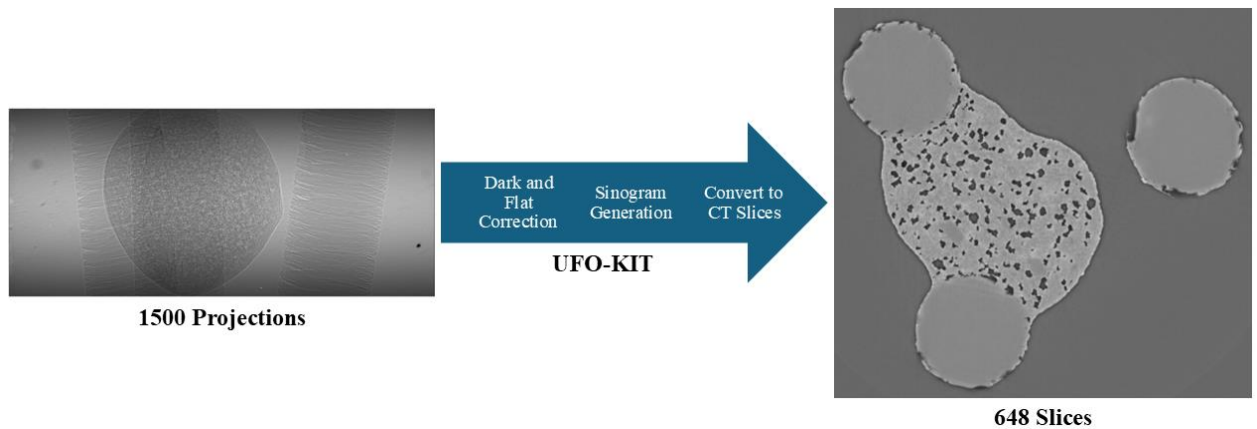 1500 Projections
Dark and
Flat
Correction
Sinogram
Generation
Convert to
CT Slices
UFO-KIT
648 Slices